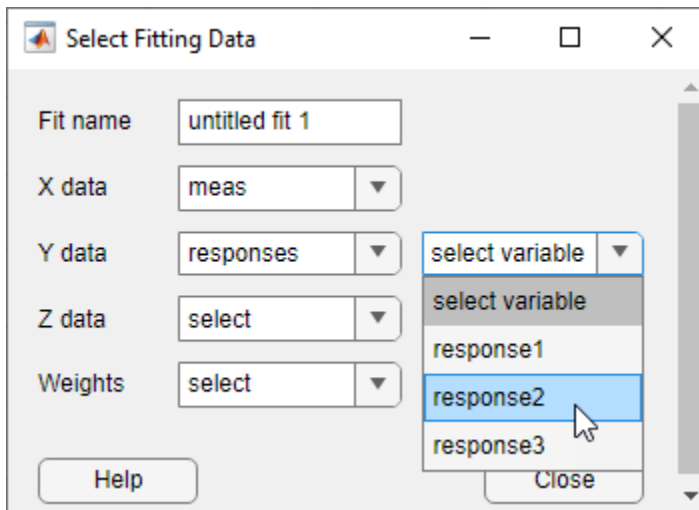 Select Fitting Data
Fit name untitled fit 1
X data meas
Y data responses select variable
select variable
Z data select
response1
Weights select
response2
response3
Help Close